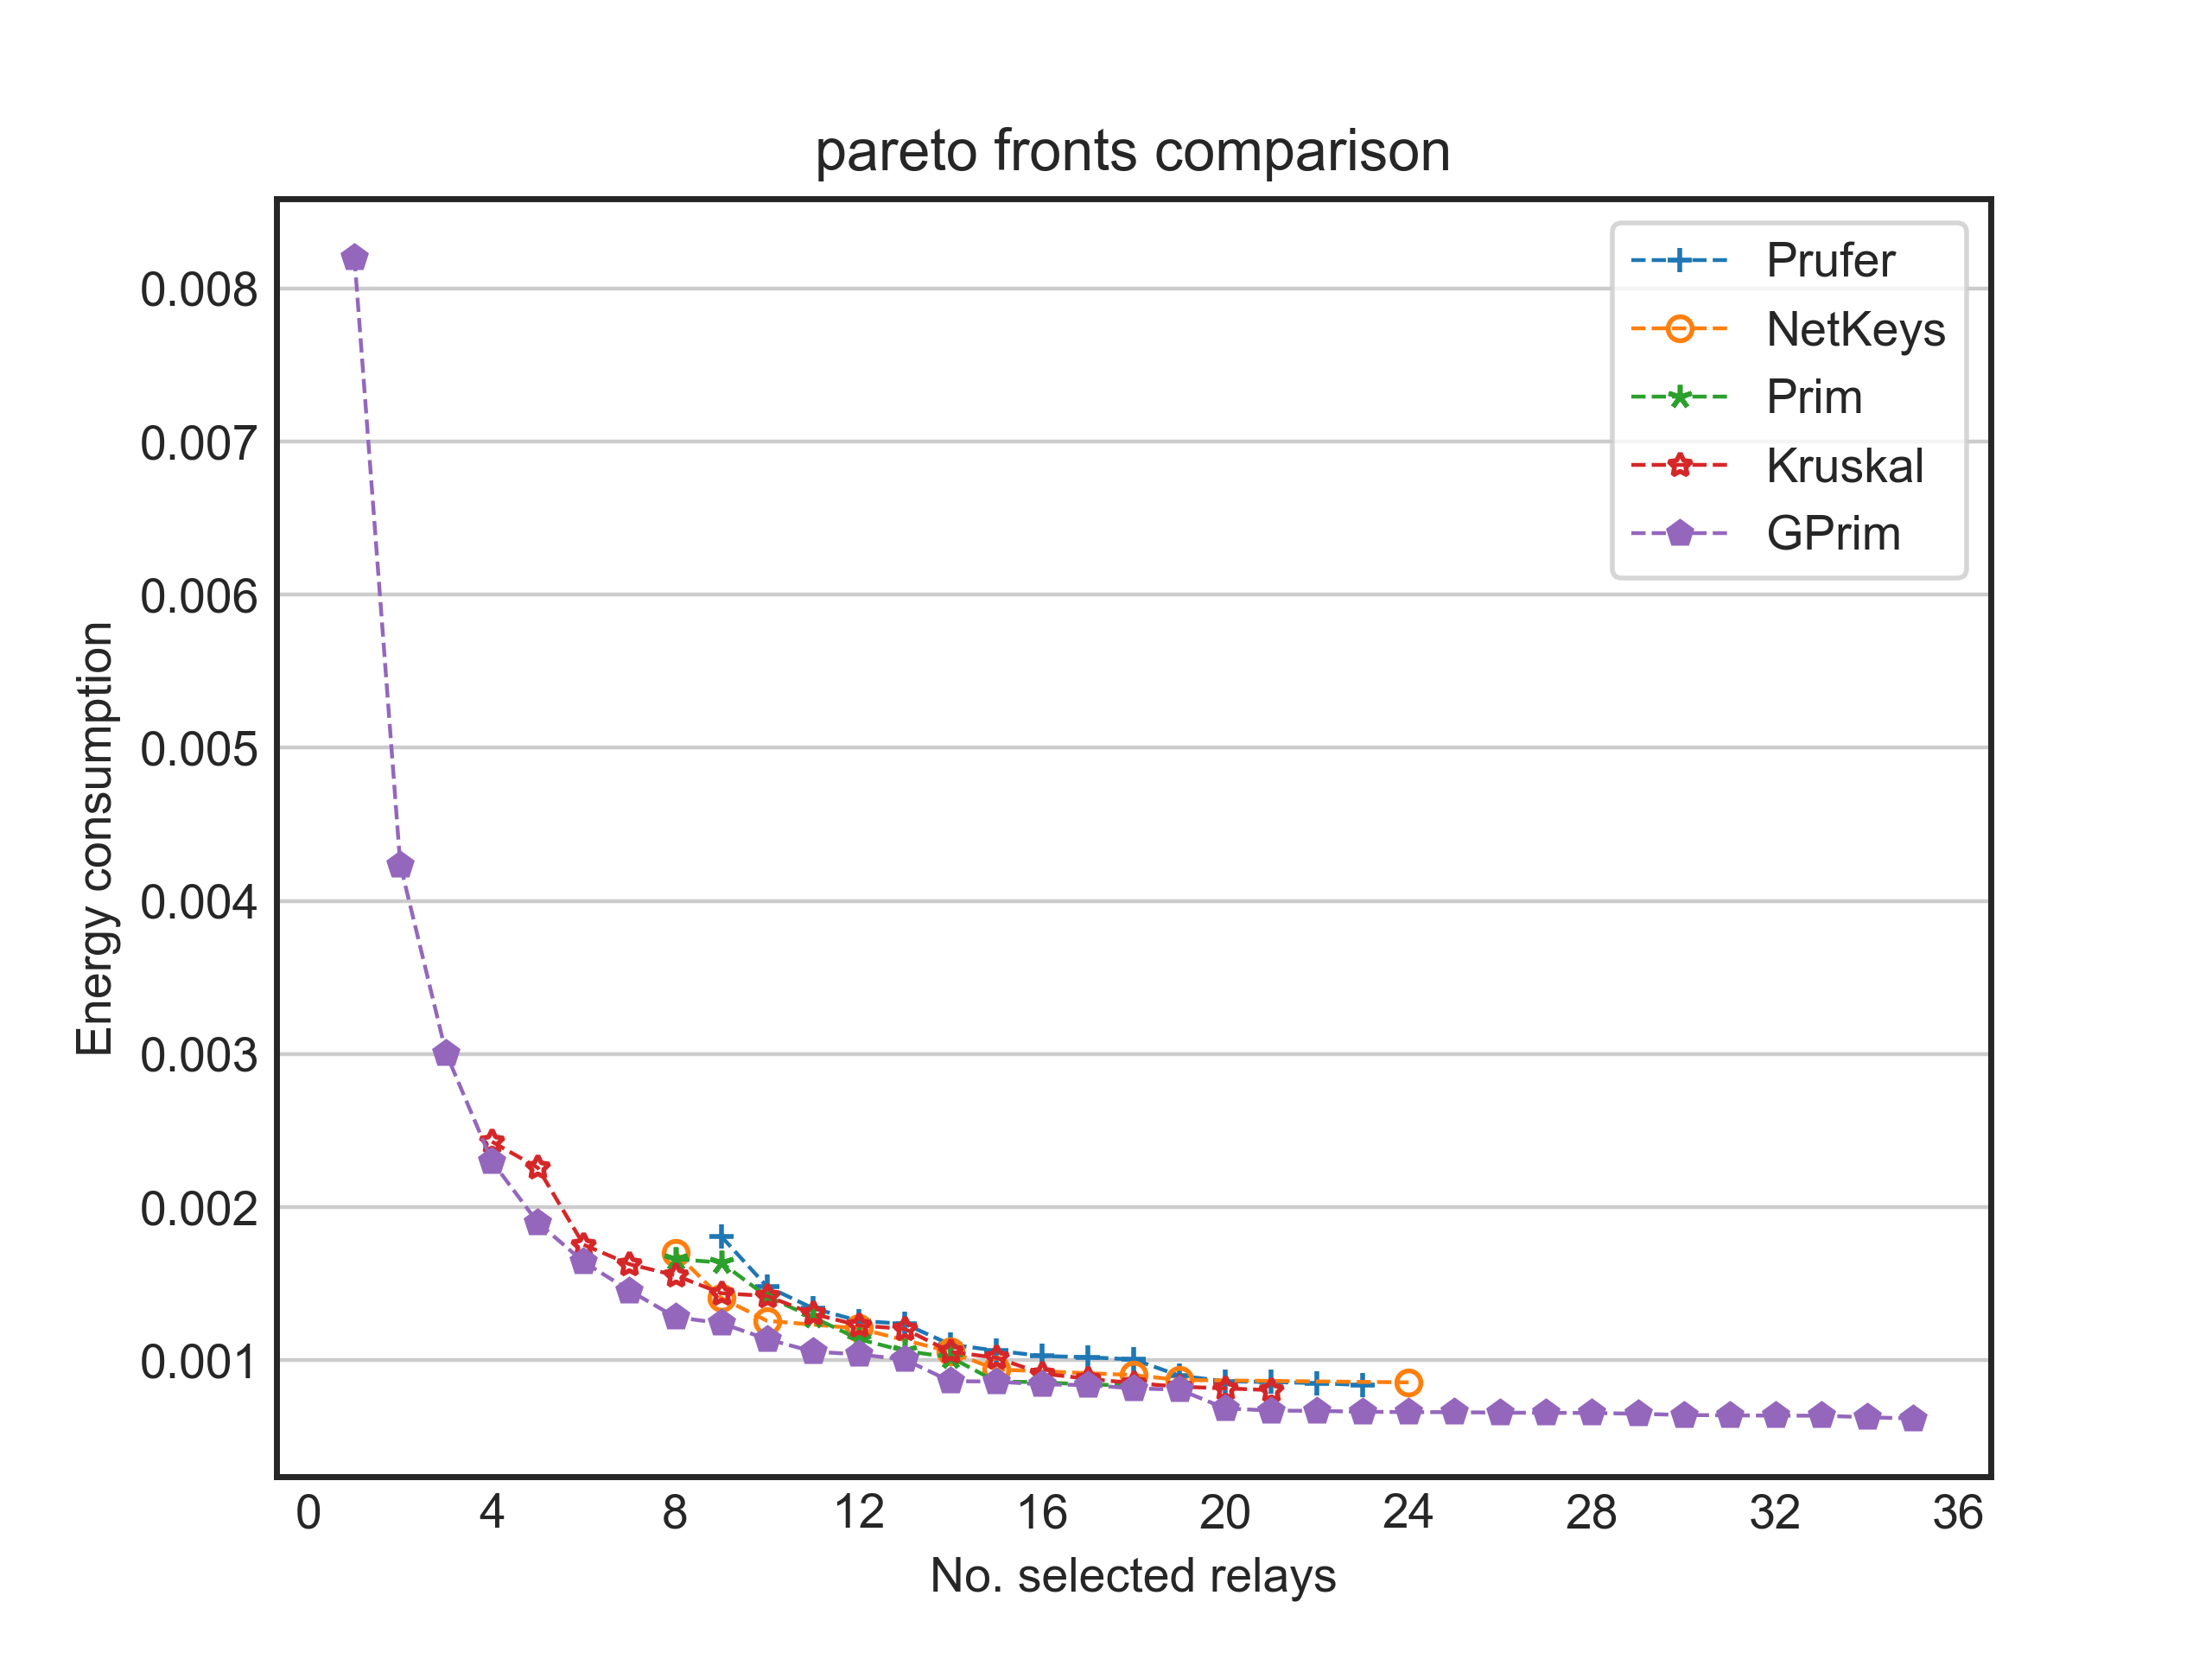 pareto fronts comparison
Prufer
NetKeys
Prim
Kruskal
GPrim
0.008
0.007
0.006
0.005
0.004
0.003
0.002
0.001
Energy consumption
0 4 8 12 16 20 24 28 32 36
No. selected relays